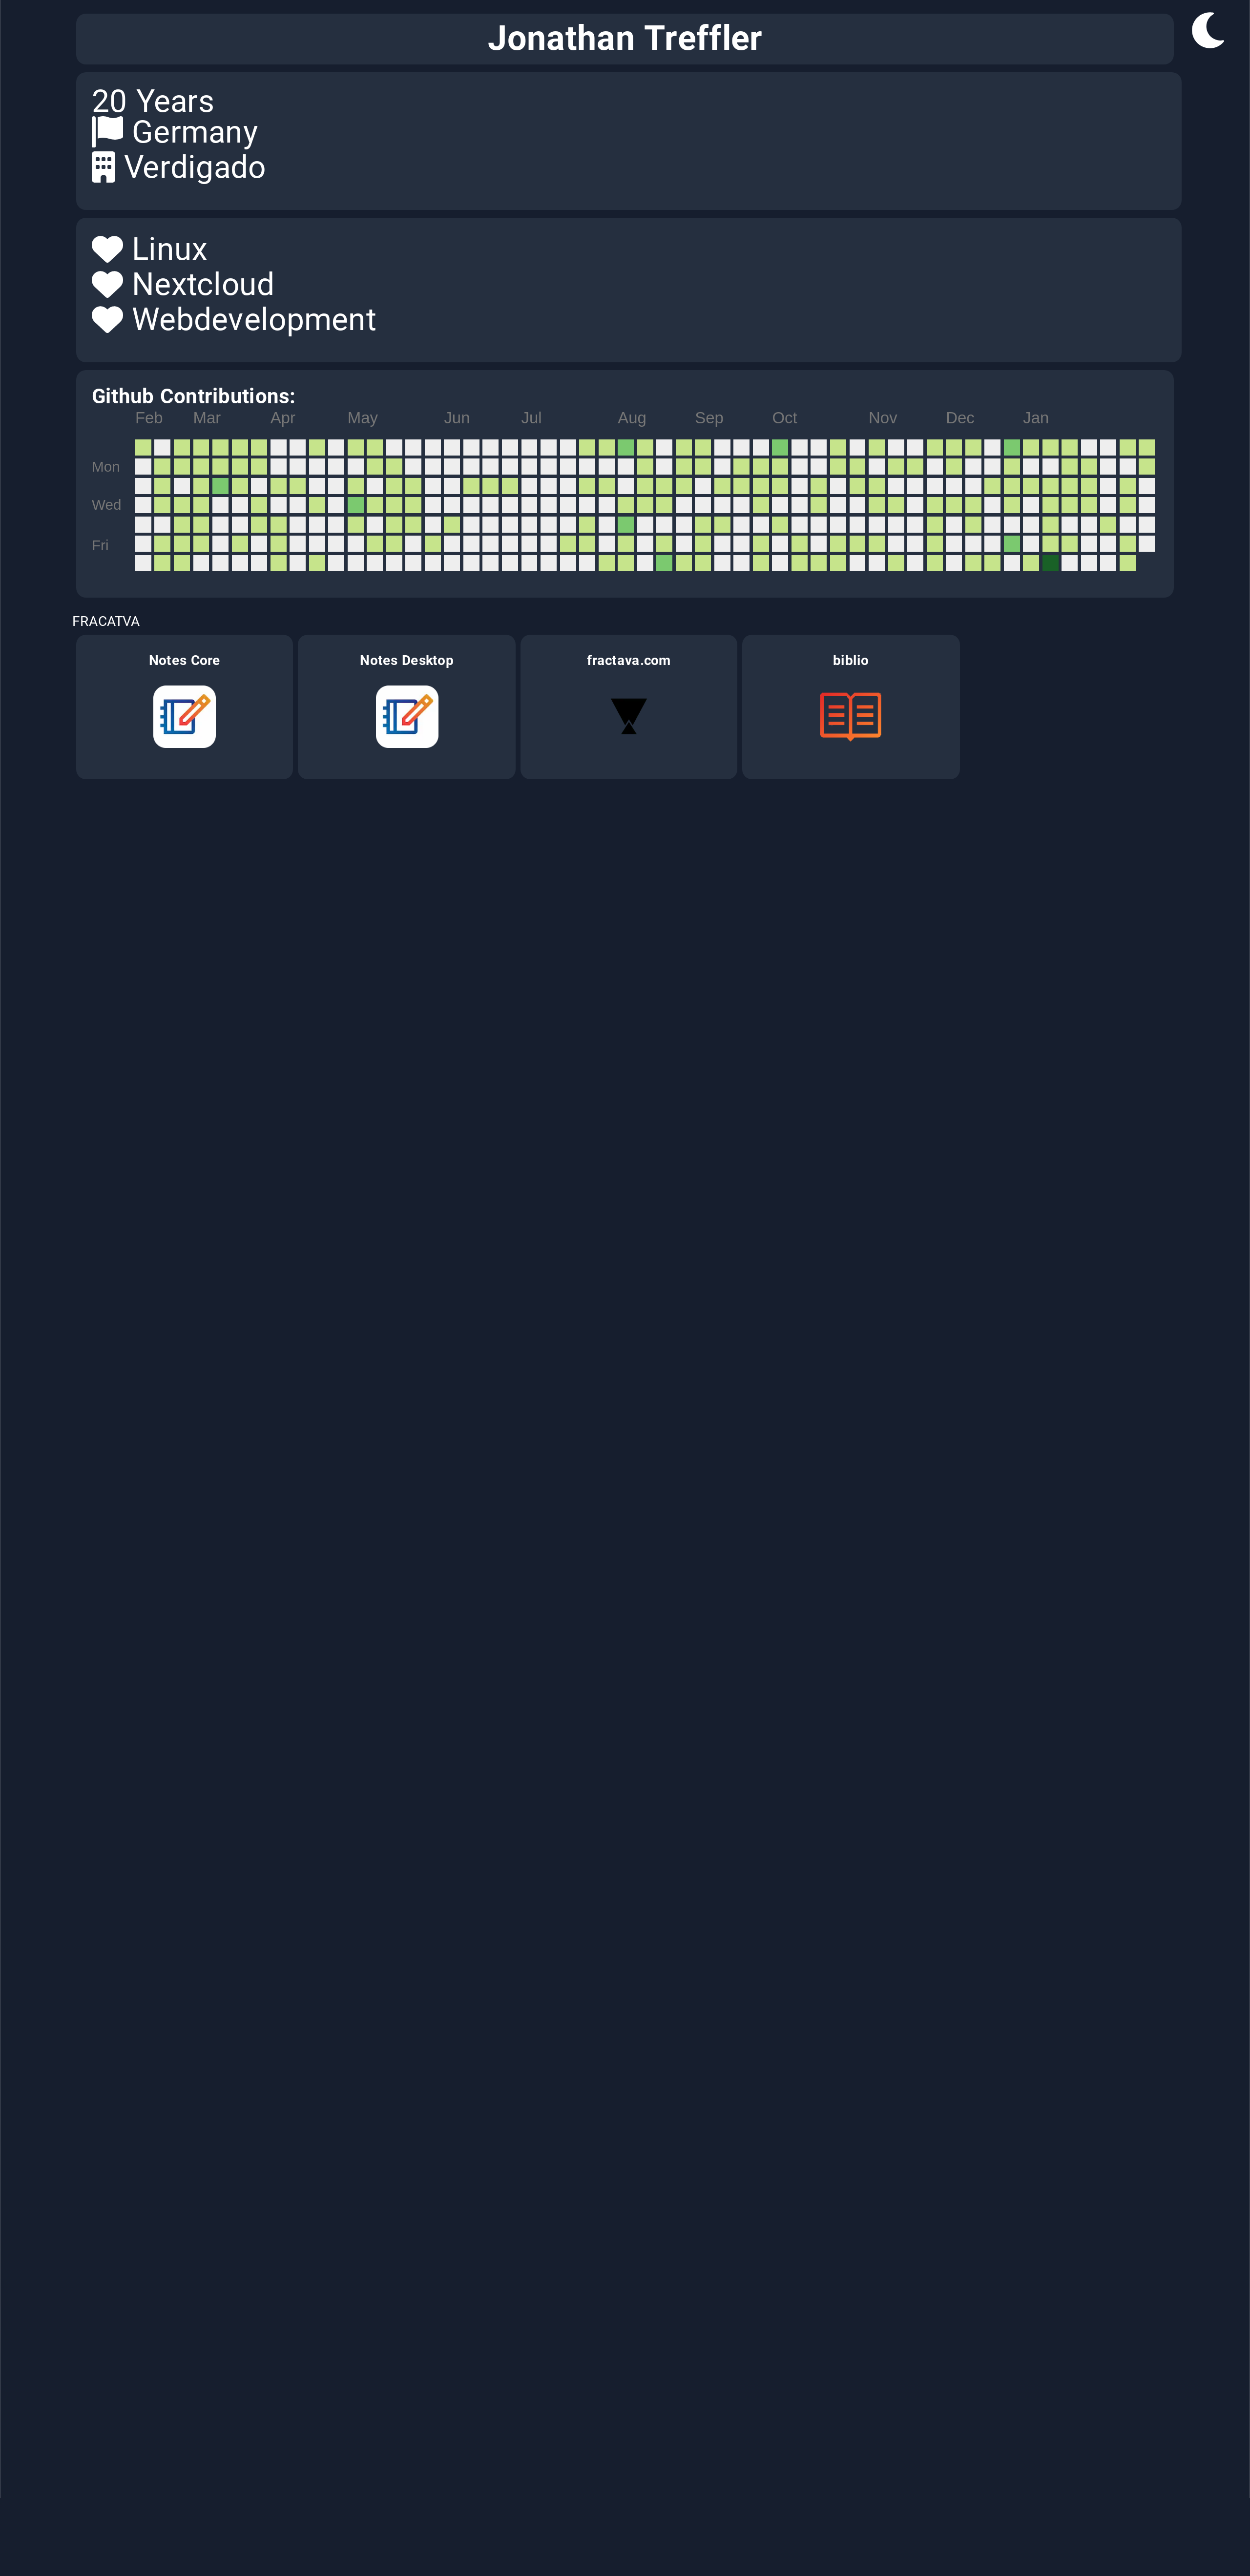 Jonathan Treffler
20 Years
Germany
Verdigado
Linux
Nextcloud
Webdevelopment
Github Contributions:
Feb Mar Apr May Jun Jul Aug Sep Oct Nov Dec Jan
Mon
Wed
Fri
FRACATVA
Notes Core Notes Desktop fractava.com biblio